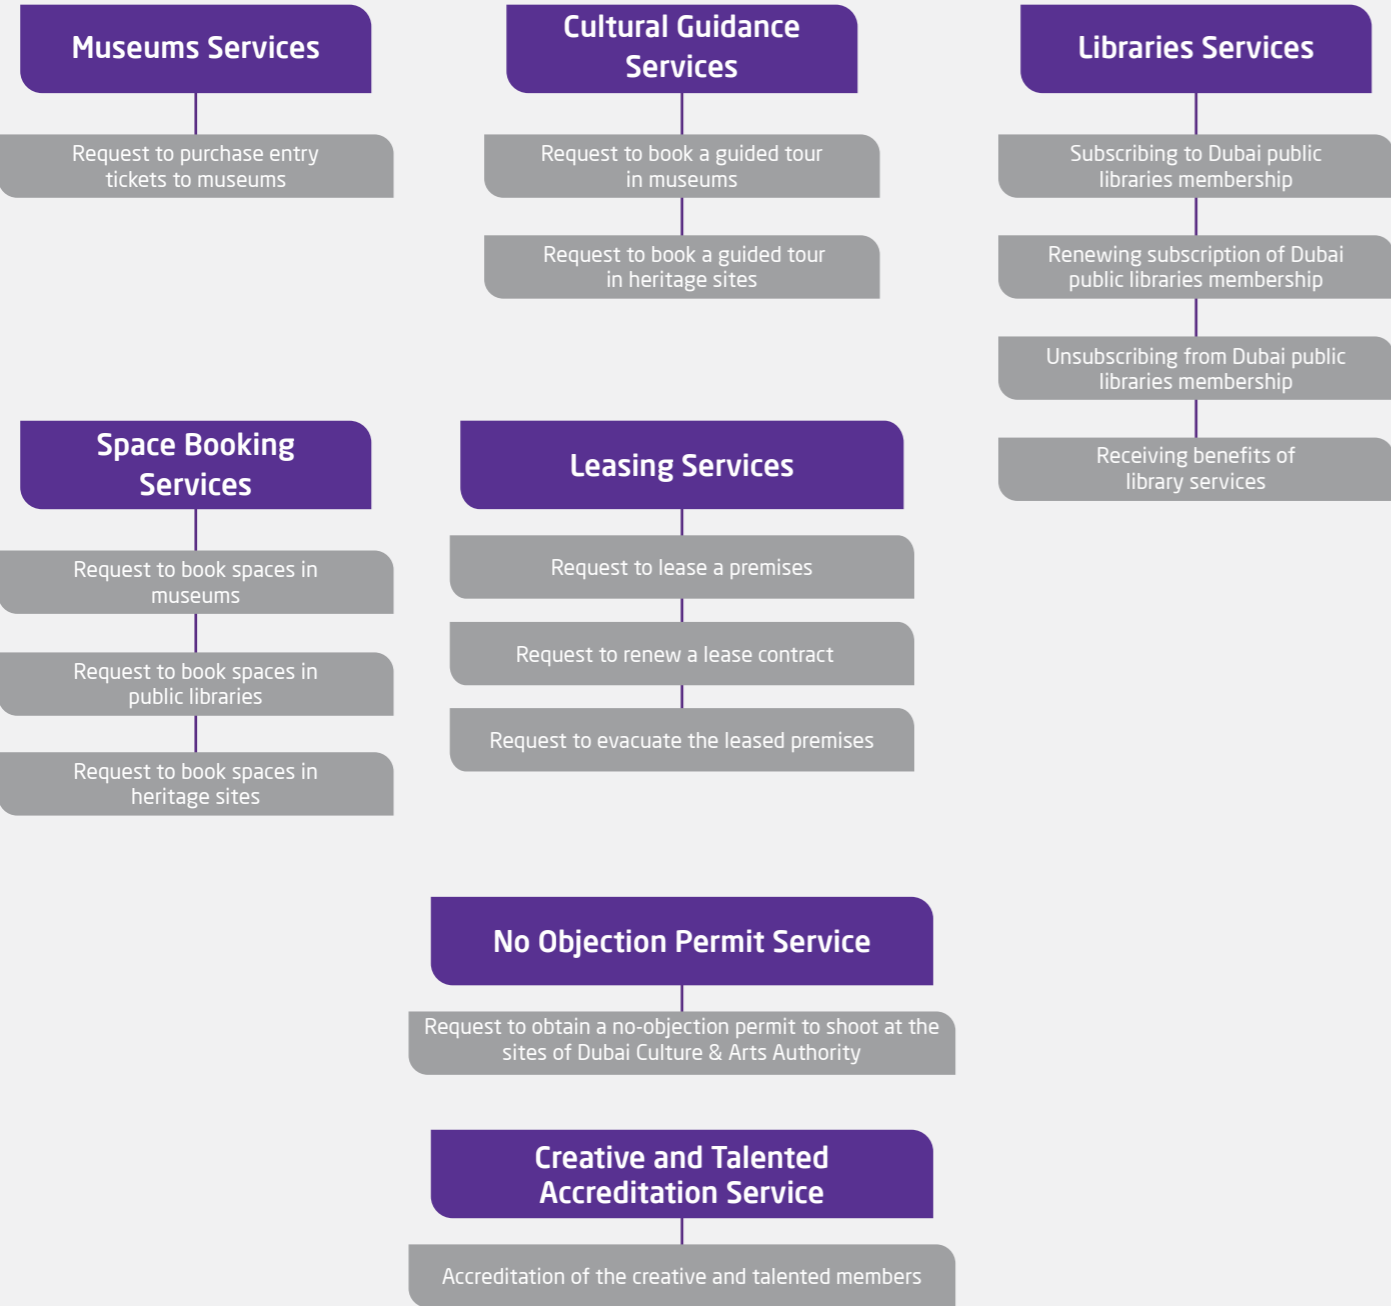 Museums Services
Request to purchase entry
tickets to museums
Cultural Guidance
Services
Request to book a guided tour
in museums
Request to book a guided tour
in heritage sites
Libraries Services
Subscribing to Dubai public
libraries membership
Renewing subscription of Dubai
public libraries membership
Unsubscribing from Dubai public
libraries membership
Receiving benefits of
library services
Space Booking
Services
Request to book spaces in
museums
Request to book spaces in
public libraries
Request to book spaces in
heritage sites
Leasing Services
Request to lease a premises
Request to renew a lease contract
Request to evacuate the leased premises
No Objection Permit Service
Request to obtain a no-objection permit to shoot at the
sites of Dubai Culture & Arts Authority
Creative and Talented
Accreditation Service
Accreditation of the creative and talented members